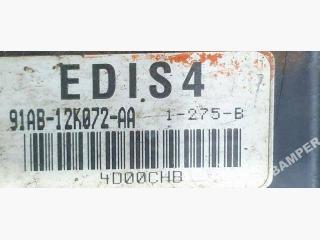 EDIS4
91AB-12K072-AA 1-275-B
4D00CHB
BAMPER